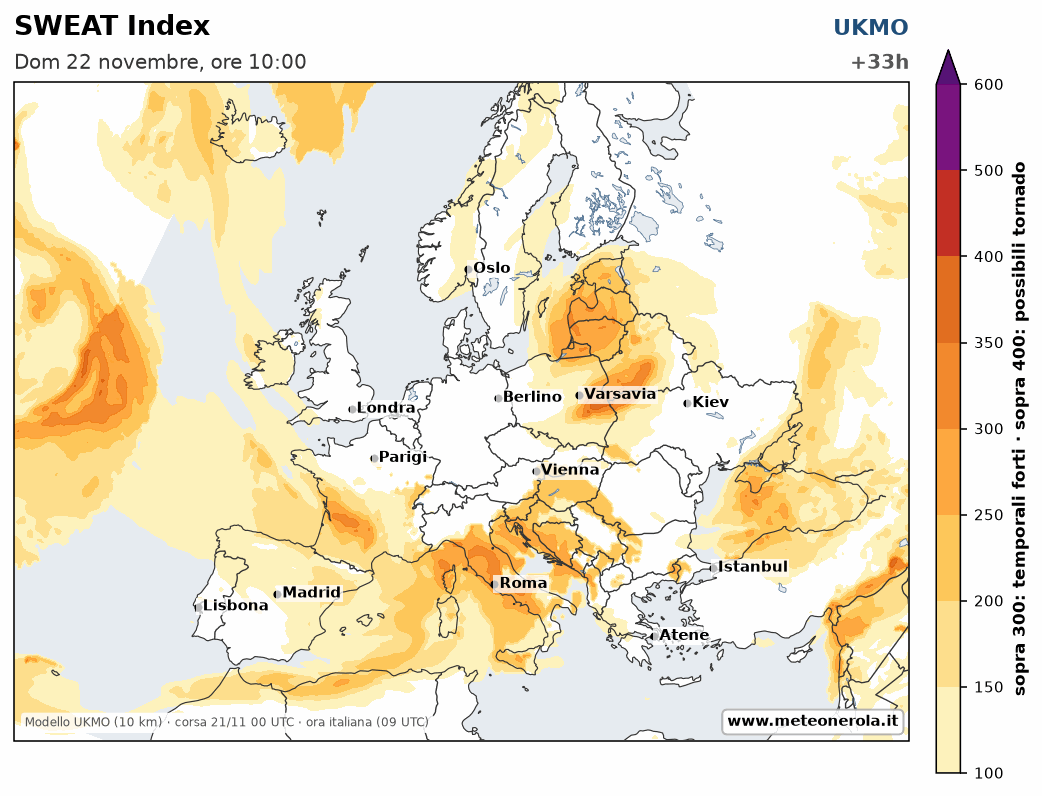 SWEAT Index
UKMO
Dom 22 novembre, ore 10:00
+33h
Oslo
Berlino
Varsavia
Kiev
Londra
Parigi
Vienna
Istanbul
Roma
Madrid
Lisbona
Atene
Modello UKMO (10 km) · corsa 21/11 00 UTC · ora italiana (09 UTC)
www.meteonerola.it
600
500
400
350
300
250
200
150
100
sopra 300: temporali forti · sopra 400: possibili tornado